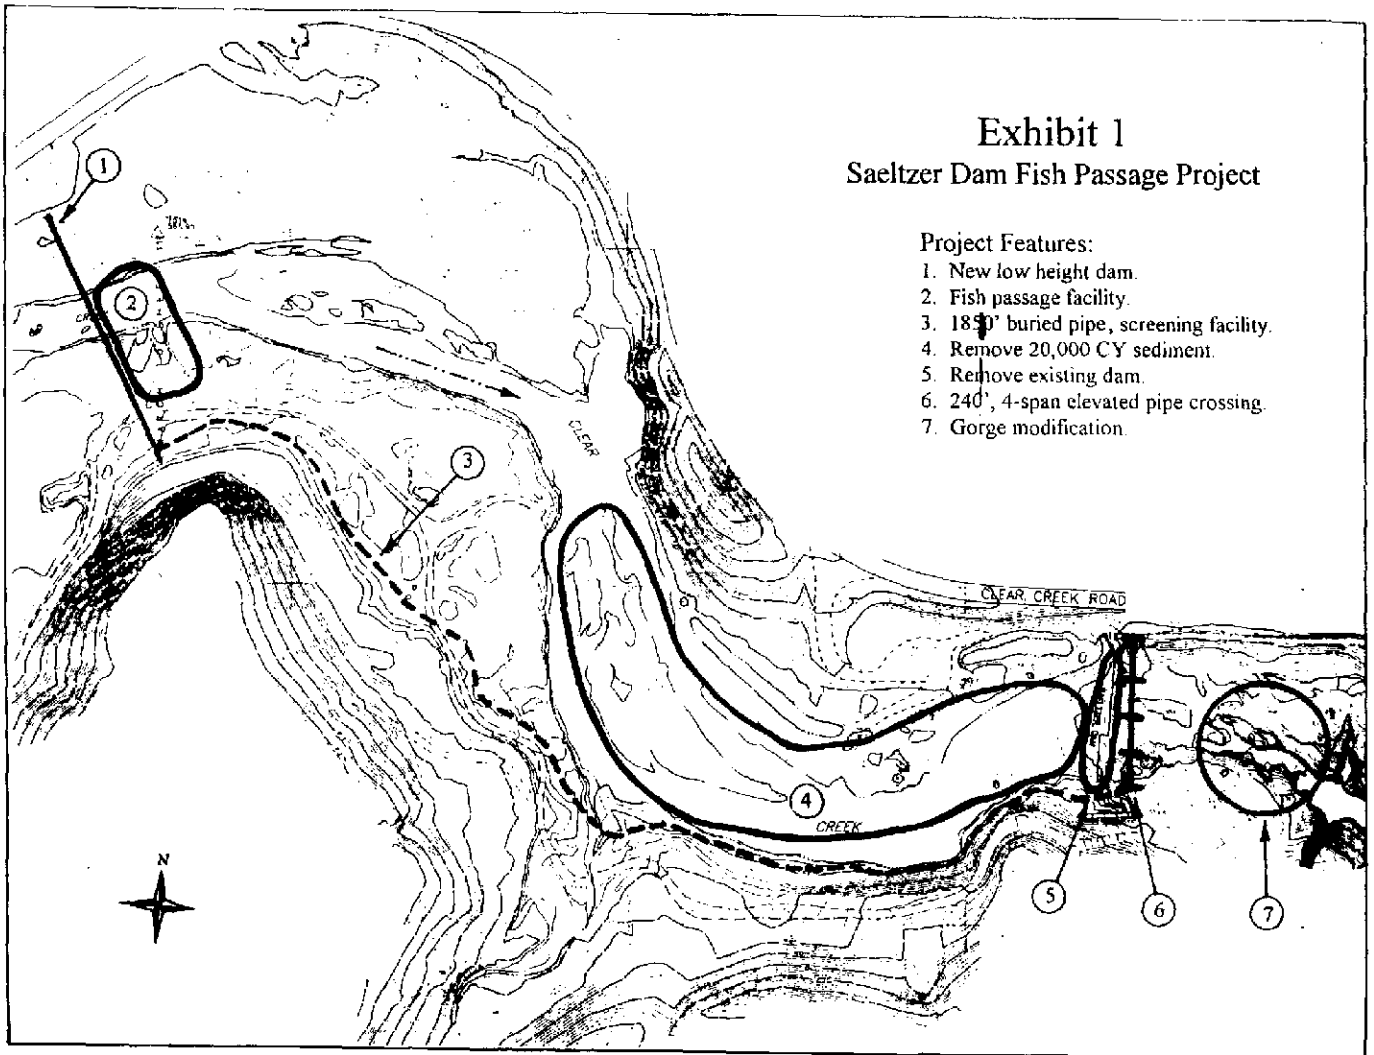 Exhibit 1
Saeltzer Dam Fish Passage Project
Project Features:
1. New low height dam.
2. Fish passage facility.
3. 1850' buried pipe, screening facility.
4. Remove 20,000 CY sediment.
5. Remove existing dam.
6. 240', 4-span elevated pipe crossing.
7. Gorge modification.
1
2
3
CLEAR
CLEAR CREEK ROAD
4
CREEK
N
5
6
7